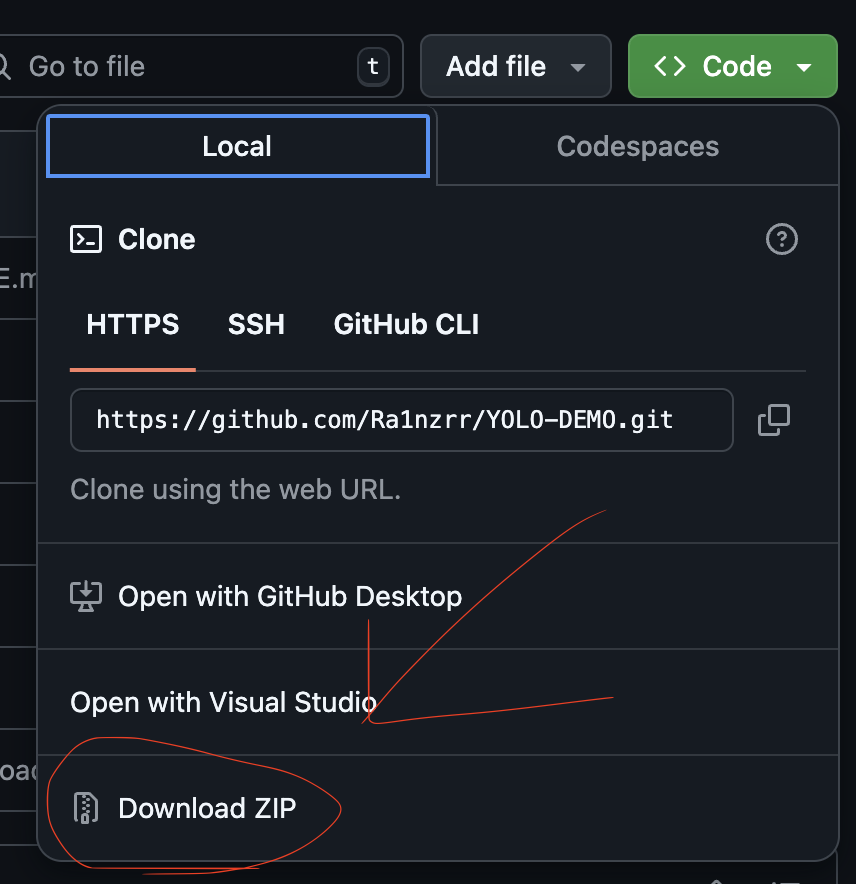 Go to file t Add file <> Code
Local Codespaces
Clone ?
E.m
HTTPS SSH GitHub CLI
https://github.com/Ra1nzrr/YOLO-DEMO.git
Clone using the web URL.
Open with GitHub Desktop
Open with Visual Studio
oad
Download ZIP